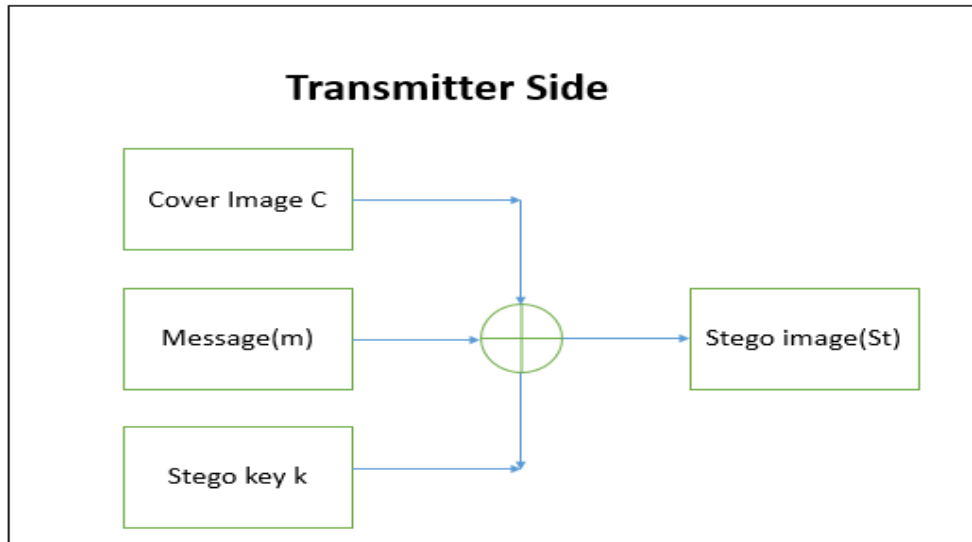 Transmitter Side
Cover Image C
Message(m)
Stego image(St)
Stego key k